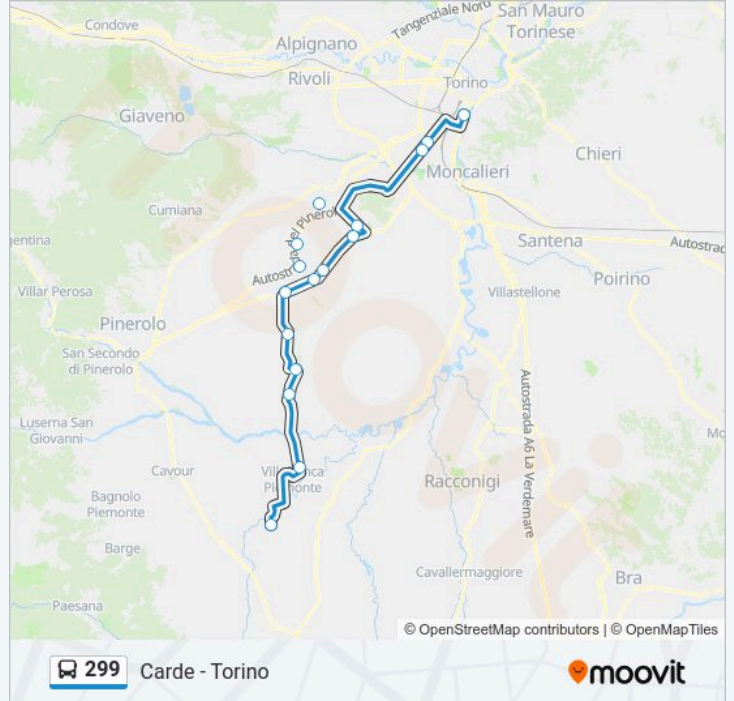 Tangenziale Nord
San Mauro
Torinese
Condove
Alpignano
Rivoli
Torino
Giaveno
Chieri
Moncalieri
Cumiana
Santena
Autostrad
Poirino
Villar Perosa
Villastellone
Pinerolo
San Secondo
di Pinerolo
Autostrada A6 La Verdemare
Luserna San
Giovanni
Cavour
Racconigi
Bagnolo
Piemonte
Barge
Cavallermaggiore
Bra
Paesana
© OpenStreetMap contributors | © OpenMapTiles
299 Carde - Torino
moovit